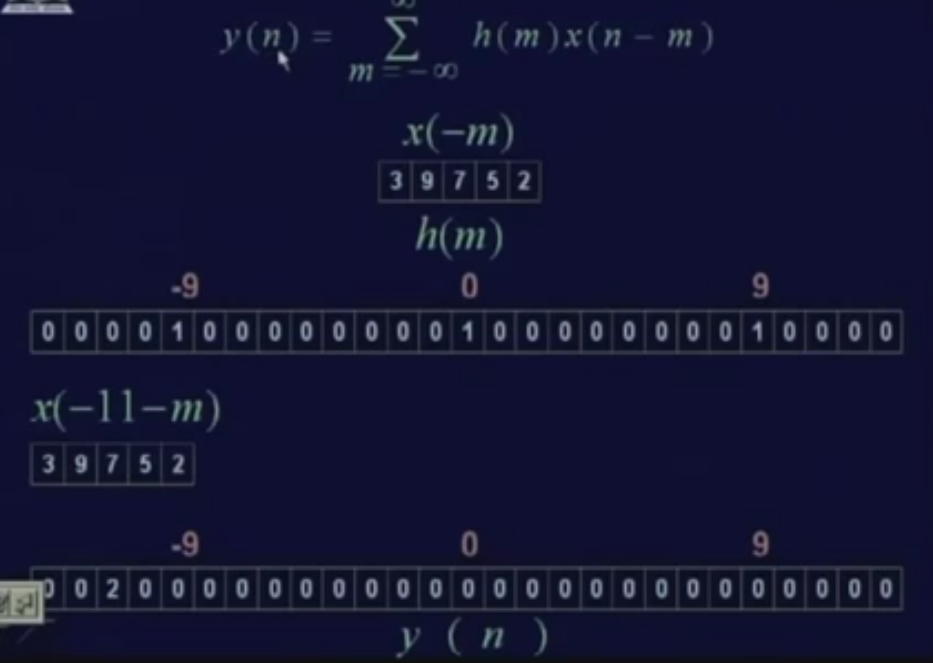 ∞
y(n) = ∑ h(m)x(n − m)
m = −∞
x(−m)
3 9 7 5 2
h(m)
-9 0 9
0 0 0 0 1 0 0 0 0 0 0 0 0 1 0 0 0 0 0 0 0 0 1 0 0 0 0
x(−11−m)
3 9 7 5 2
-9 0 9
0 0 2 0 0 0 0 0 0 0 0 0 0 0 0 0 0 0 0 0 0 0 0 0 0 0 0
y ( n )